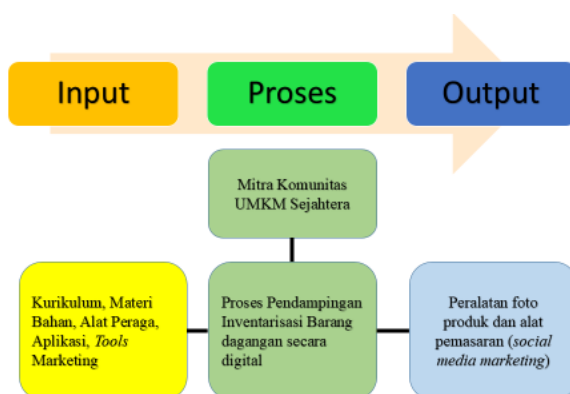 Input
Proses
Output
Mitra Komunitas
UMKM Sejahtera
Kurikulum, Materi
Bahan, Alat Peraga,
Aplikasi, Tools
Marketing
Proses Pendampingan
Inventarisasi Barang
dagangan secara
digital
Peralatan foto
produk dan alat
pemasaran (social
media marketing)